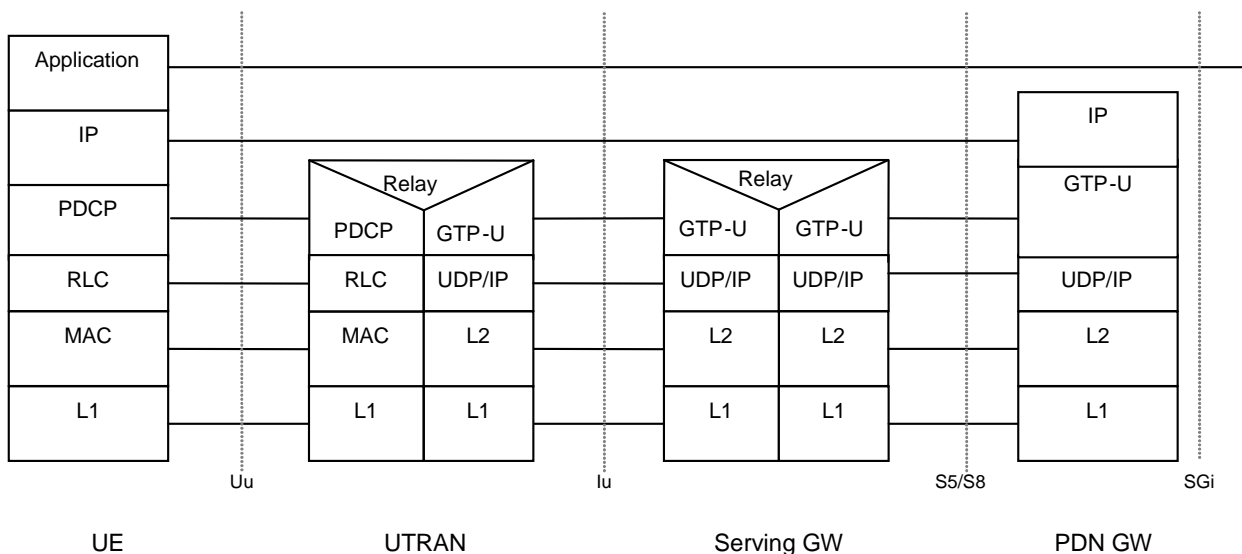 Application
IP
IP
Relay
Relay
GTP-U
PDCP
PDCP
GTP-U
GTP-U
GTP-U
RLC
RLC
UDP/IP
UDP/IP
UDP/IP
UDP/IP
MAC
MAC
L2
L2
L2
L2
L1
L1
L1
L1
L1
L1
Uu
Iu
S5/S8
SGi
UE
UTRAN
Serving GW
PDN GW